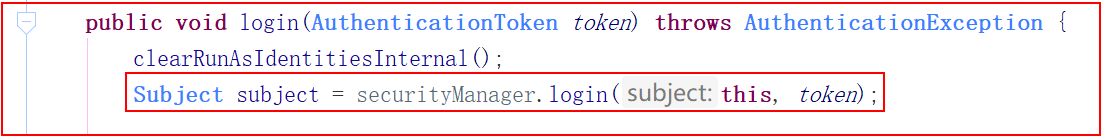 public void login(AuthenticationToken token) throws AuthenticationException {
clearRunAsIdentitiesInternal();
Subject subject = securityManager.login( subject: this, token);